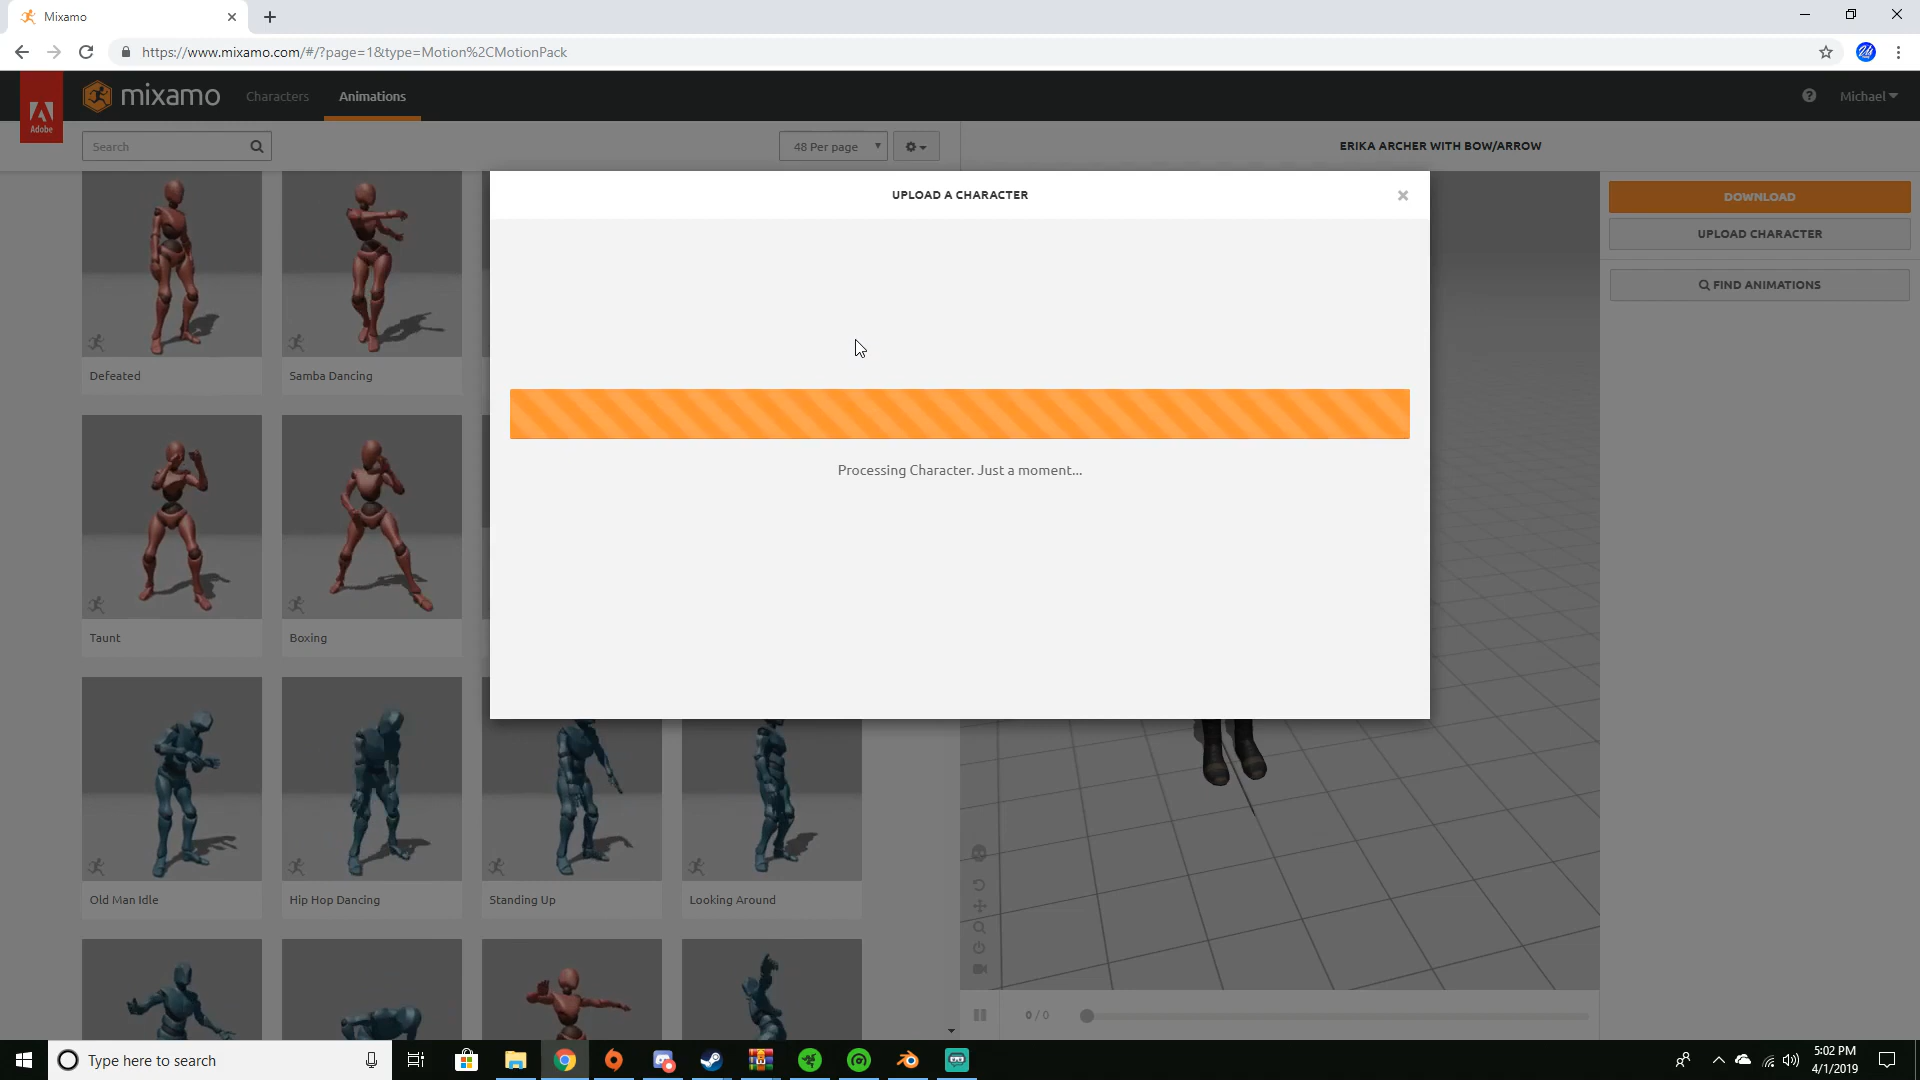 Mixamo
https://www.mixamo.com/#/?page=1&type=Motion%2CMotionPack
Adobe
mixamo
Characters
Animations
Michael
Search
48 Per page
ERIKA ARCHER WITH BOW/ARROW
UPLOAD A CHARACTER
DOWNLOAD
UPLOAD CHARACTER
FIND ANIMATIONS
Processing Character. Just a moment...
Defeated
Samba Dancing
Taunt
Boxing
Old Man Idle
Hip Hop Dancing
Standing Up
Looking Around
0 / 0
Type here to search
5:02 PM
4/1/2019